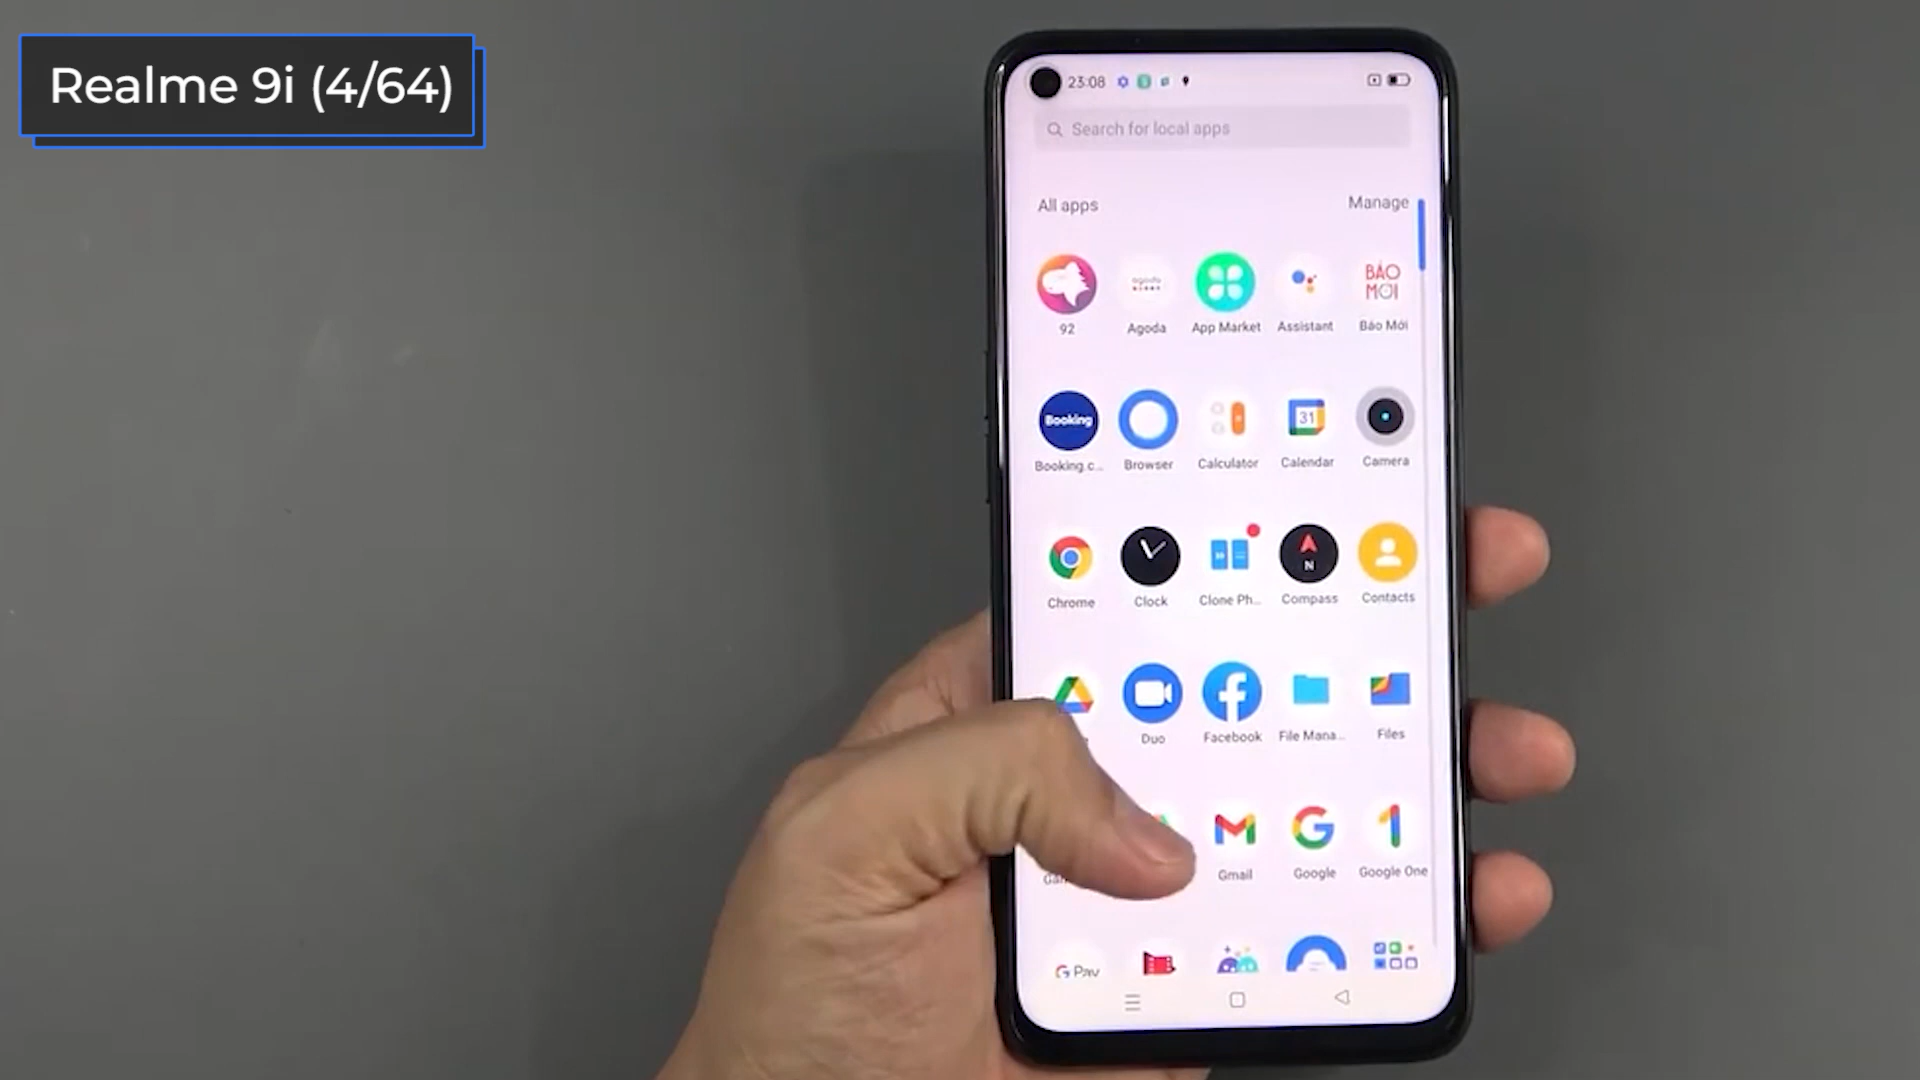 Realme 9i (4/64)
23:08
Search for local apps
All apps
Manage
agoda
BÁO
MỚI
92
Agoda
App Market
Assistant
Báo Mới
Booking
31
Booking.c...
Browser
Calculator
Calendar
Camera
N
Chrome
Clock
Clone Ph...
Compass
Contacts
Duo
Facebook
File Mana...
Files
Gmail
Google
Google One
G Pay